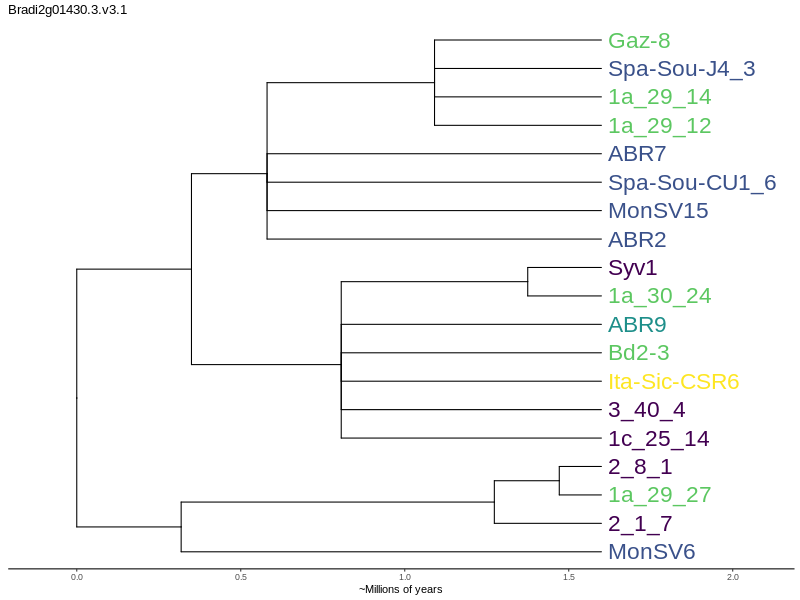 Bradi2g01430.3.v3.1
Gaz-8
Spa-Sou-J4_3
1a_29_14
1a_29_12
ABR7
Spa-Sou-CU1_6
MonSV15
ABR2
Syv1
1a_30_24
ABR9
Bd2-3
Ita-Sic-CSR6
3_40_4
1c_25_14
2_8_1
1a_29_27
2_1_7
MonSV6
0.0 0.5 1.0 1.5 2.0
~Millions of years